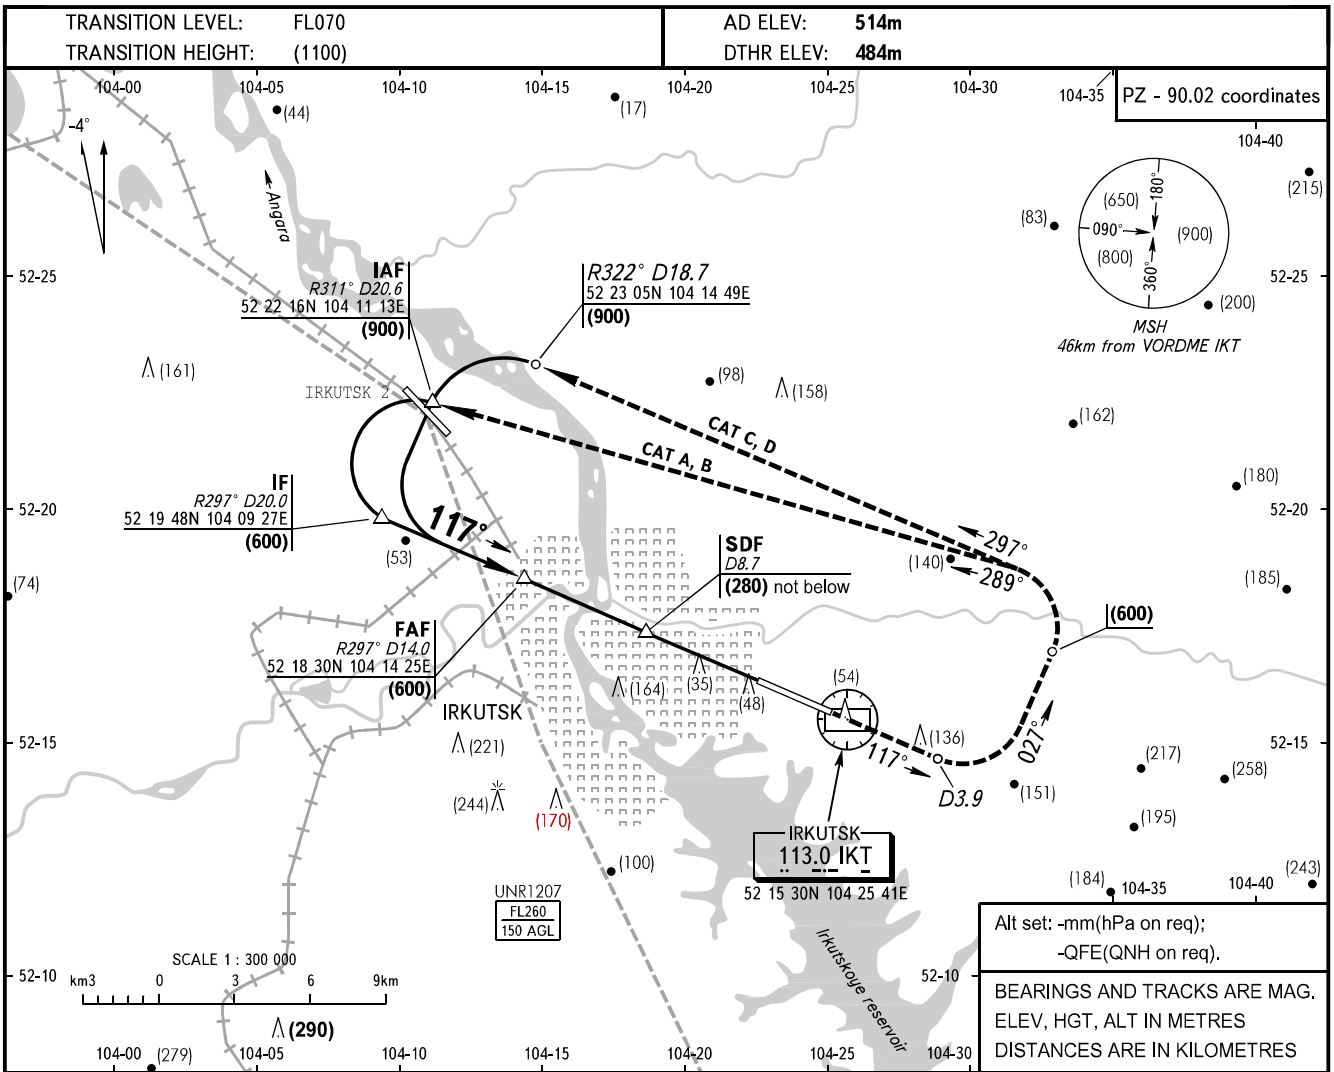 TRANSITION LEVEL: FL070
TRANSITION HEIGHT: (1100)
AD ELEV: 514m
DTHR ELEV: 484m
104-00 104-05 104-10 104-15 104-20 104-25 104-30 104-35
PZ - 90.02 coordinates
104-40
-4°
(44)
(17)
(215)
Angara
(83)
(650)
180°
090°
(900)
(800)
360°
(200)
MSH
46km from VORDME IKT
52-25
52-25
IAF
R311° D20.6
52 22 16N 104 11 13E
(900)
R322° D18.7
52 23 05N 104 14 49E
(900)
(161)
IRKUTSK 2
(98)
(158)
(162)
CAT C, D
CAT A, B
(180)
IF
R297° D20.0
52 19 48N 104 09 27E
(600)
117°
52-20
52-20
(53)
(74)
297°
289°
(140)
(185)
SDF
D8.7
(280) not below
(600)
FAF
R297° D14.0
52 18 30N 104 14 25E
(600)
(164)
(35)
(48)
(54)
IRKUTSK
(221)
52-15
52-15
117°
(136)
027°
D3.9
(151)
(217)
(258)
(195)
(244)
(170)
IRKUTSK
113.0 IKT
52 15 30N 104 25 41E
(100)
(184)
104-35
104-40
(243)
UNR1207
FL260
150 AGL
Irkutskoye reservoir
SCALE 1 : 300 000
km3 0 3 6 9km
52-10
52-10
(290)
(279)
104-00 104-05 104-10 104-15 104-20 104-25 104-30
Alt set: -mm(hPa on req);
-QFE(QNH on req).
BEARINGS AND TRACKS ARE MAG.
ELEV, HGT, ALT IN METRES
DISTANCES ARE IN KILOMETRES